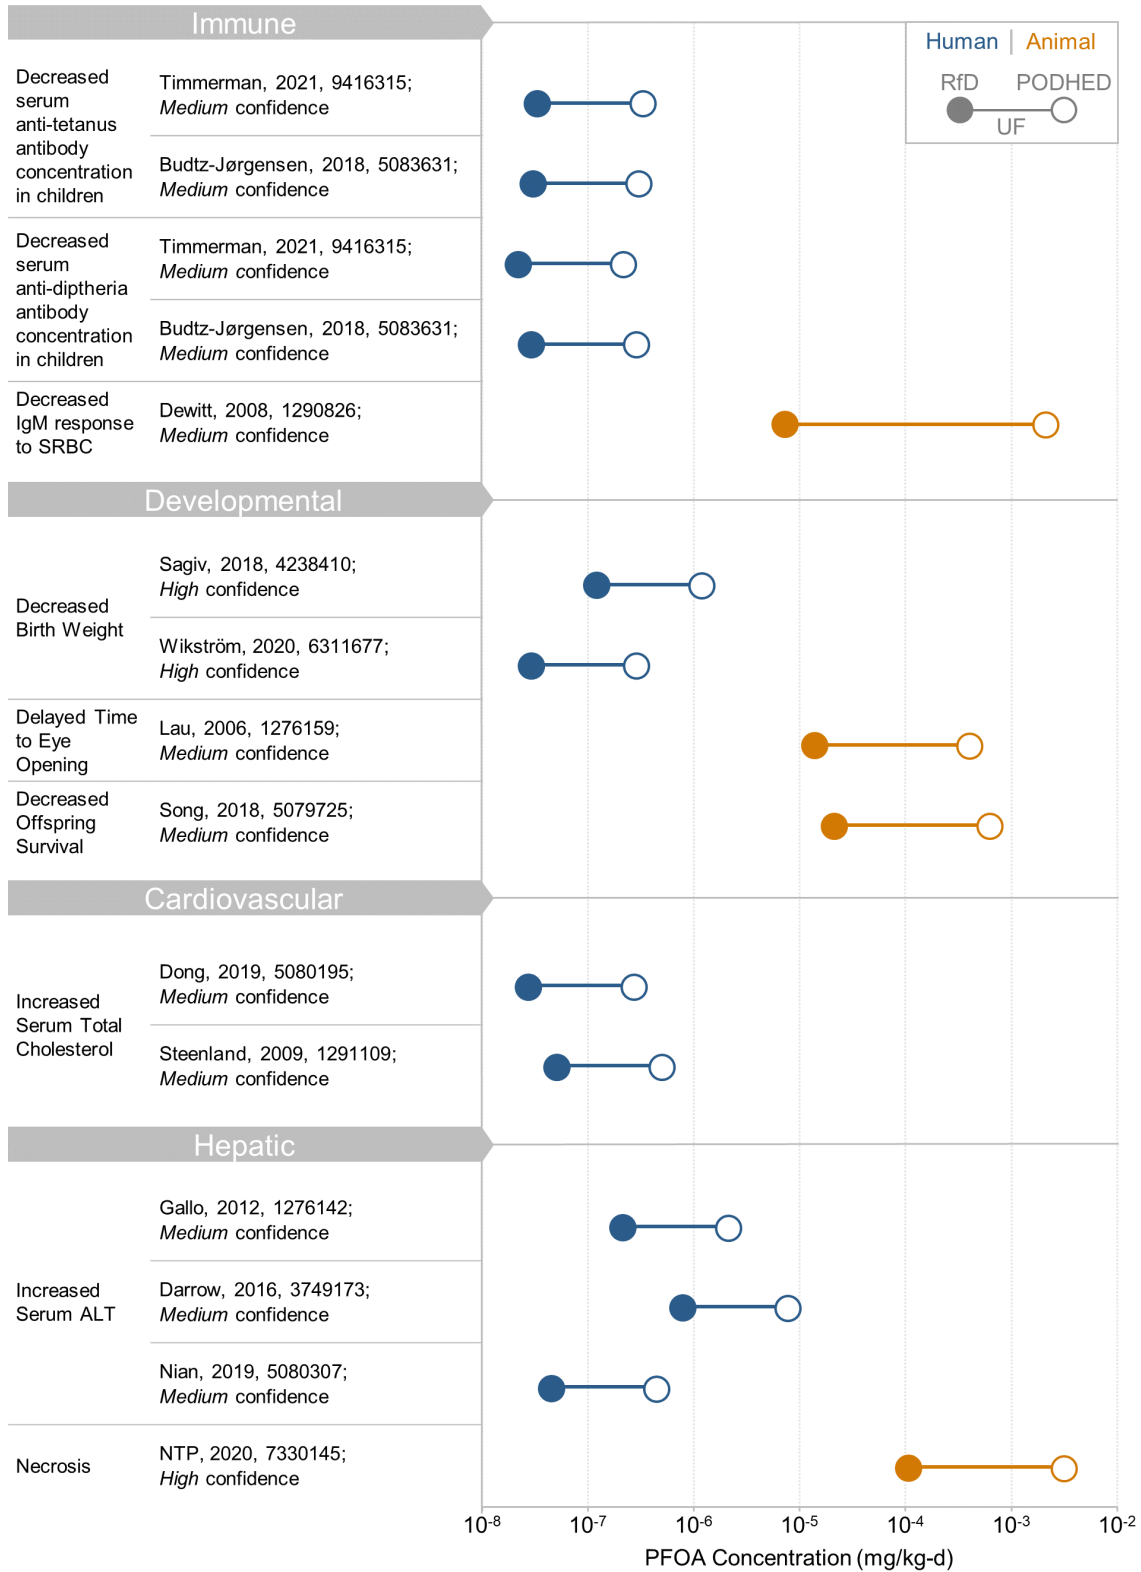 Immune
Human | Animal
RfD PODHED
UF
Decreased
serum
anti-tetanus
antibody
concentration
in children
Timmerman, 2021, 9416315;
Medium confidence
Budtz-Jørgensen, 2018, 5083631;
Medium confidence
Decreased
serum
anti-diptheria
antibody
concentration
in children
Timmerman, 2021, 9416315;
Medium confidence
Budtz-Jørgensen, 2018, 5083631;
Medium confidence
Decreased
IgM response
to SRBC
Dewitt, 2008, 1290826;
Medium confidence
Developmental
Decreased
Birth Weight
Sagiv, 2018, 4238410;
High confidence
Wikström, 2020, 6311677;
High confidence
Delayed Time
to Eye
Opening
Lau, 2006, 1276159;
Medium confidence
Decreased
Offspring
Survival
Song, 2018, 5079725;
Medium confidence
Cardiovascular
Increased
Serum Total
Cholesterol
Dong, 2019, 5080195;
Medium confidence
Steenland, 2009, 1291109;
Medium confidence
Hepatic
Increased
Serum ALT
Gallo, 2012, 1276142;
Medium confidence
Darrow, 2016, 3749173;
Medium confidence
Nian, 2019, 5080307;
Medium confidence
Necrosis
NTP, 2020, 7330145;
High confidence
10-8 10-7 10-6 10-5 10-4 10-3 10-2
PFOA Concentration (mg/kg-d)